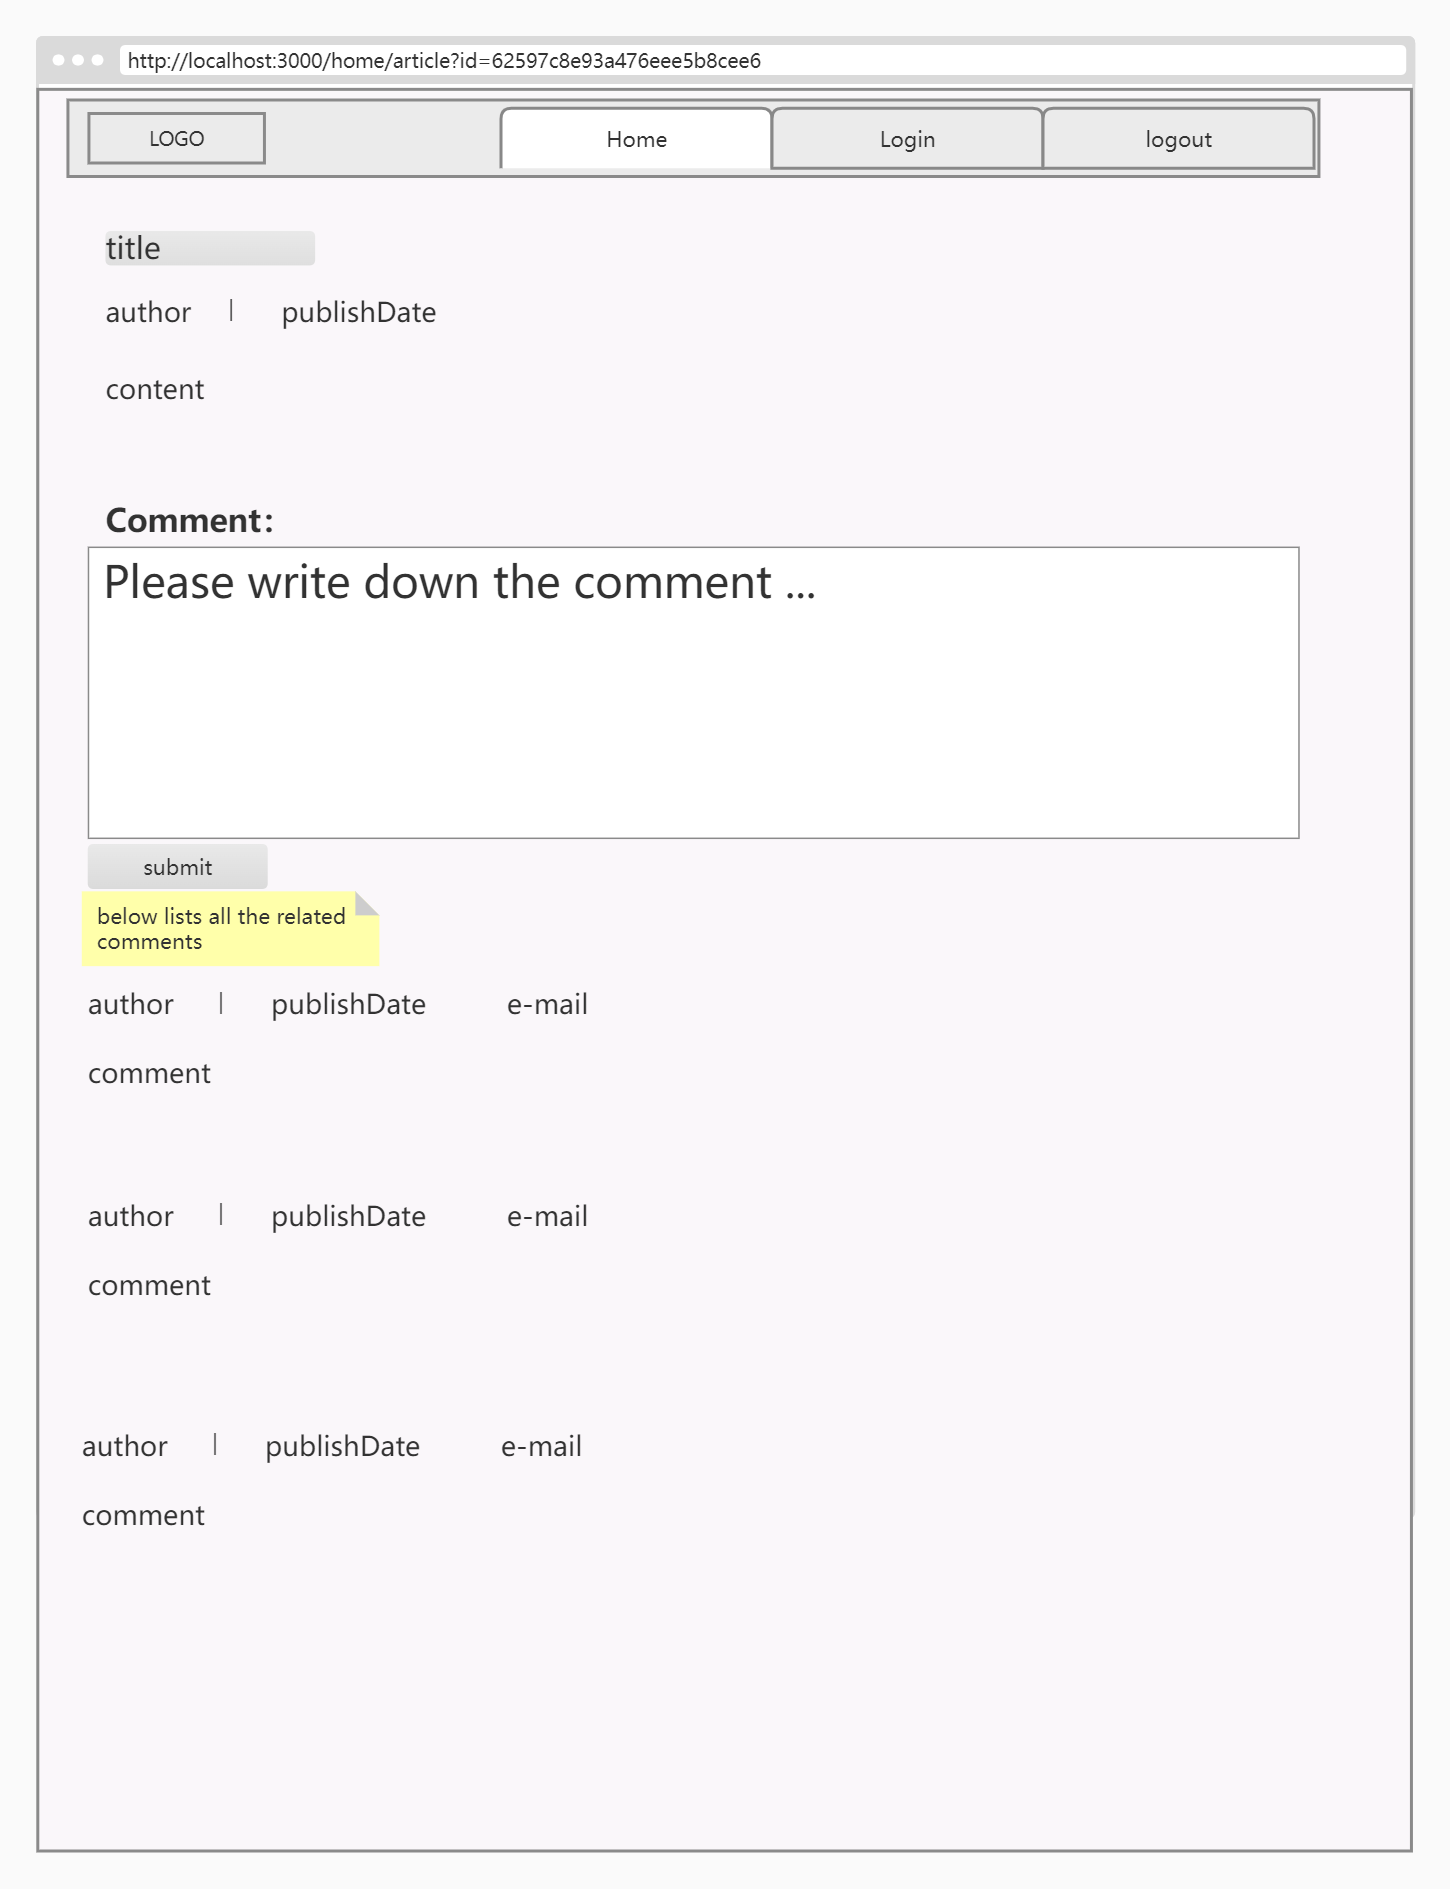 http://localhost:3000/home/article?id=62597c8e93a476eee5b8cee6
LOGO Home Login logout
title
author | publishDate
content
Comment:
Please write down the comment ...
submit
below lists all the related
comments
author | publishDate e-mail
comment
author | publishDate e-mail
comment
author | publishDate e-mail
comment